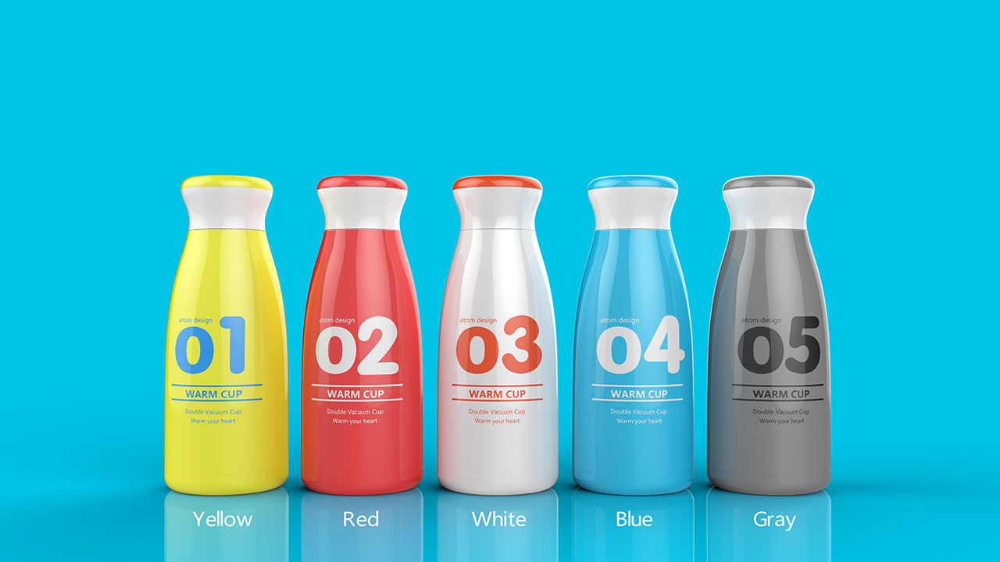 atom design
01
WARM CUP
Double Vacuum Cup
Warm your heart
Yellow
atom design
02
WARM CUP
Double Vacuum Cup
Warm your heart
Red
atom design
03
WARM CUP
Double Vacuum Cup
Warm your heart
White
atom design
04
WARM CUP
Double Vacuum Cup
Warm your heart
Blue
atom design
05
WARM CUP
Double Vacuum Cup
Warm your heart
Gray